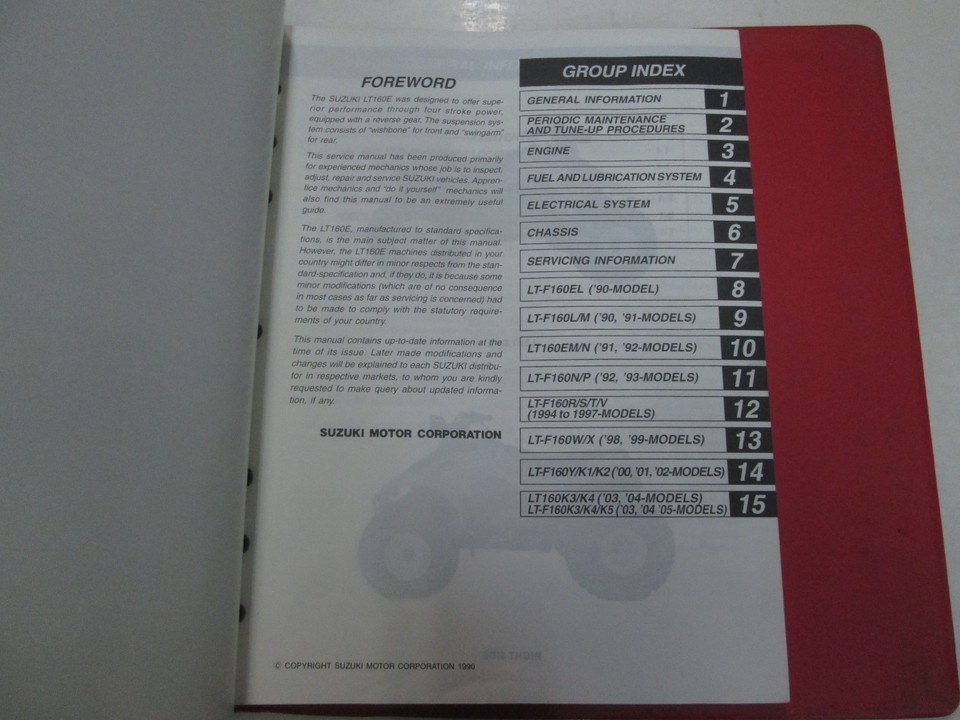 FOREWORD
The SUZUKI LT160E was designed to offer supe-
rior performance through four stroke power,
equipped with a reverse gear. The suspension sys-
tem consists of "wishbone" for front and "swingarm"
for rear.
This service manual has been produced primarily
for experienced mechanics whose job is to inspect,
adjust, repair and service SUZUKI vehicles. Appren-
tice mechanics and "do it yourself" mechanics will
also find this manual to be an extremely useful
guide.
The LT160E, manufactured to standard specifica-
tions, is the main subject matter of this manual.
However, the LT160E machines distributed in your
country might differ in minor respects from the stan-
dard-specification and, if they do, it is because some
minor modifications (which are of no consequence
in most cases as far as servicing is concerned) had
to be made to comply with the statutory require-
ments of your country.
This manual contains up-to-date information at the
time of its issue. Later made modifications and
changes will be explained to each SUZUKI distribu-
tor in respective markets, to whom you are kindly
requested to make query about updated informa-
tion, if any.
SUZUKI MOTOR CORPORATION
© COPYRIGHT SUZUKI MOTOR CORPORATION 1990
GROUP INDEX
GENERAL INFORMATION 1
PERIODIC MAINTENANCE
AND TUNE-UP PROCEDURES 2
ENGINE 3
FUEL AND LUBRICATION SYSTEM 4
ELECTRICAL SYSTEM 5
CHASSIS 6
SERVICING INFORMATION 7
LT-F160EL ('90-MODEL) 8
LT-F160L/M ('90, '91-MODELS) 9
LT160EM/N ('91, '92-MODELS) 10
LT-F160N/P ('92, '93-MODELS) 11
LT-F160R/S/T/V
(1994 to 1997-MODELS) 12
LT-F160W/X ('98, '99-MODELS) 13
LT-F160Y/K1/K2 ('00, '01, '02-MODELS) 14
LT160K3/K4 ('03, '04-MODELS)
LT-F160K3/K4/K5 ('03, '04 '05-MODELS) 15